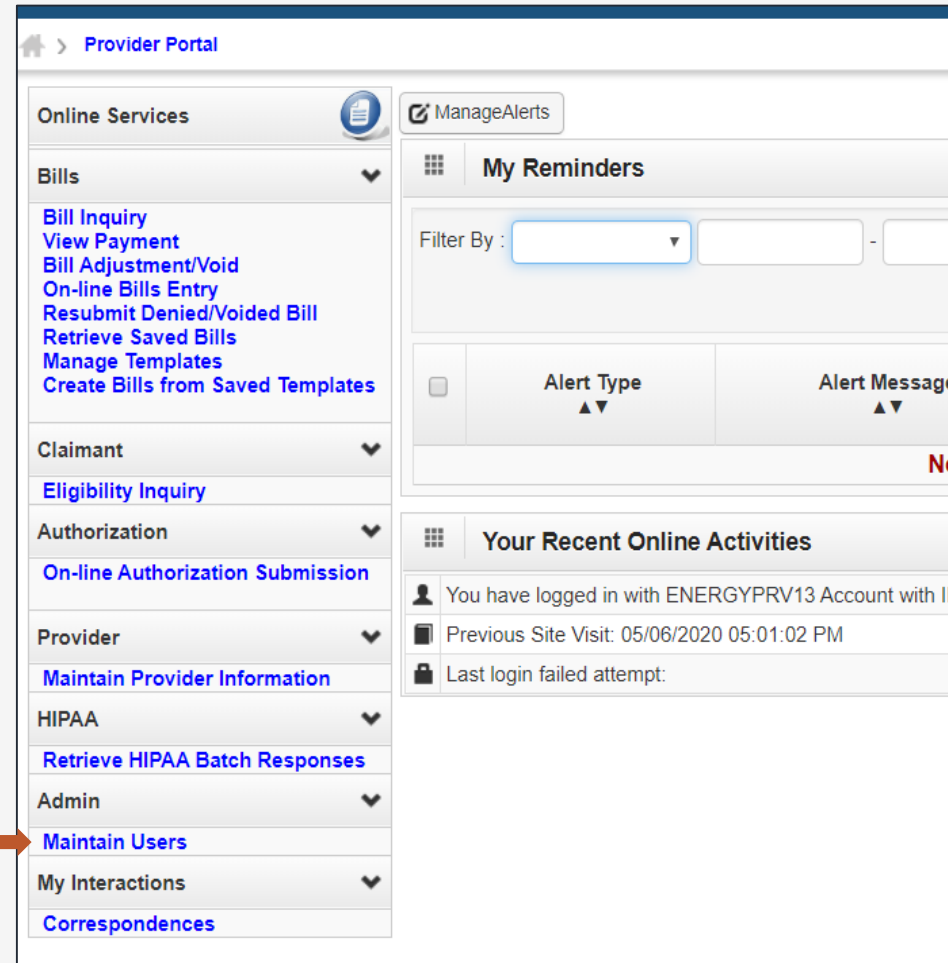 Provider Portal
Online Services
Bills
Bill Inquiry
View Payment
Bill Adjustment/Void
On-line Bills Entry
Resubmit Denied/Voided Bill
Retrieve Saved Bills
Manage Templates
Create Bills from Saved Templates
Claimant
Eligibility Inquiry
Authorization
On-line Authorization Submission
Provider
Maintain Provider Information
HIPAA
Retrieve HIPAA Batch Responses
Admin
Maintain Users
My Interactions
Correspondences
ManageAlerts
My Reminders
Filter By : -
Alert Type Alert Message
▲▼ ▲▼
Your Recent Online Activities
You have logged in with ENERGYPRV13 Account with
Previous Site Visit: 05/06/2020 05:01:02 PM
Last login failed attempt: